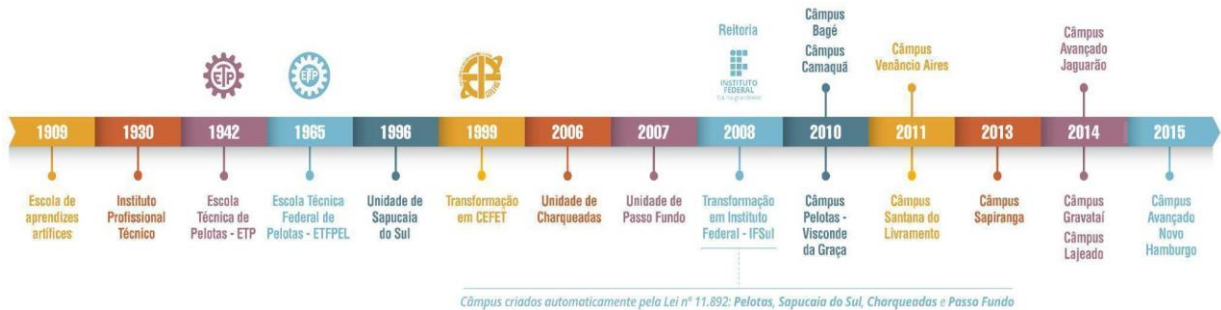 Reitoria
INSTITUTO
FEDERAL
Câmpus
Bagé
Câmpus
Camaquã
Câmpus
Venâncio Aires
Câmpus
Avançado
Jaguarão
ETP
1909
1930
1942
1965
1996
1999
2006
2007
2008
2010
2011
2013
2014
2015
Escola de
aprendizes
artífices
Instituto
Profissional
Técnico
Escola
Técnica de
Pelotas - ETP
Escola Técnica
Federal de
Pelotas - ETFPEL
Unidade de
Sapucaia
do Sul
Transformação
em CEFET
Unidade de
Charqueadas
Unidade de
Passo Fundo
Transformação
em Instituto
Federal - IFSul
Câmpus
Pelotas -
Visconde
da Graça
Câmpus
Santana do
Livramento
Câmpus
Sapiranga
Câmpus
Gravataí
Câmpus
Lajeado
Câmpus
Avançado
Novo
Hamburgo
Câmpus criados automaticamente pela Lei nº 11.892: Pelotas, Sapucaia do Sul, Charqueadas e Passo Fundo